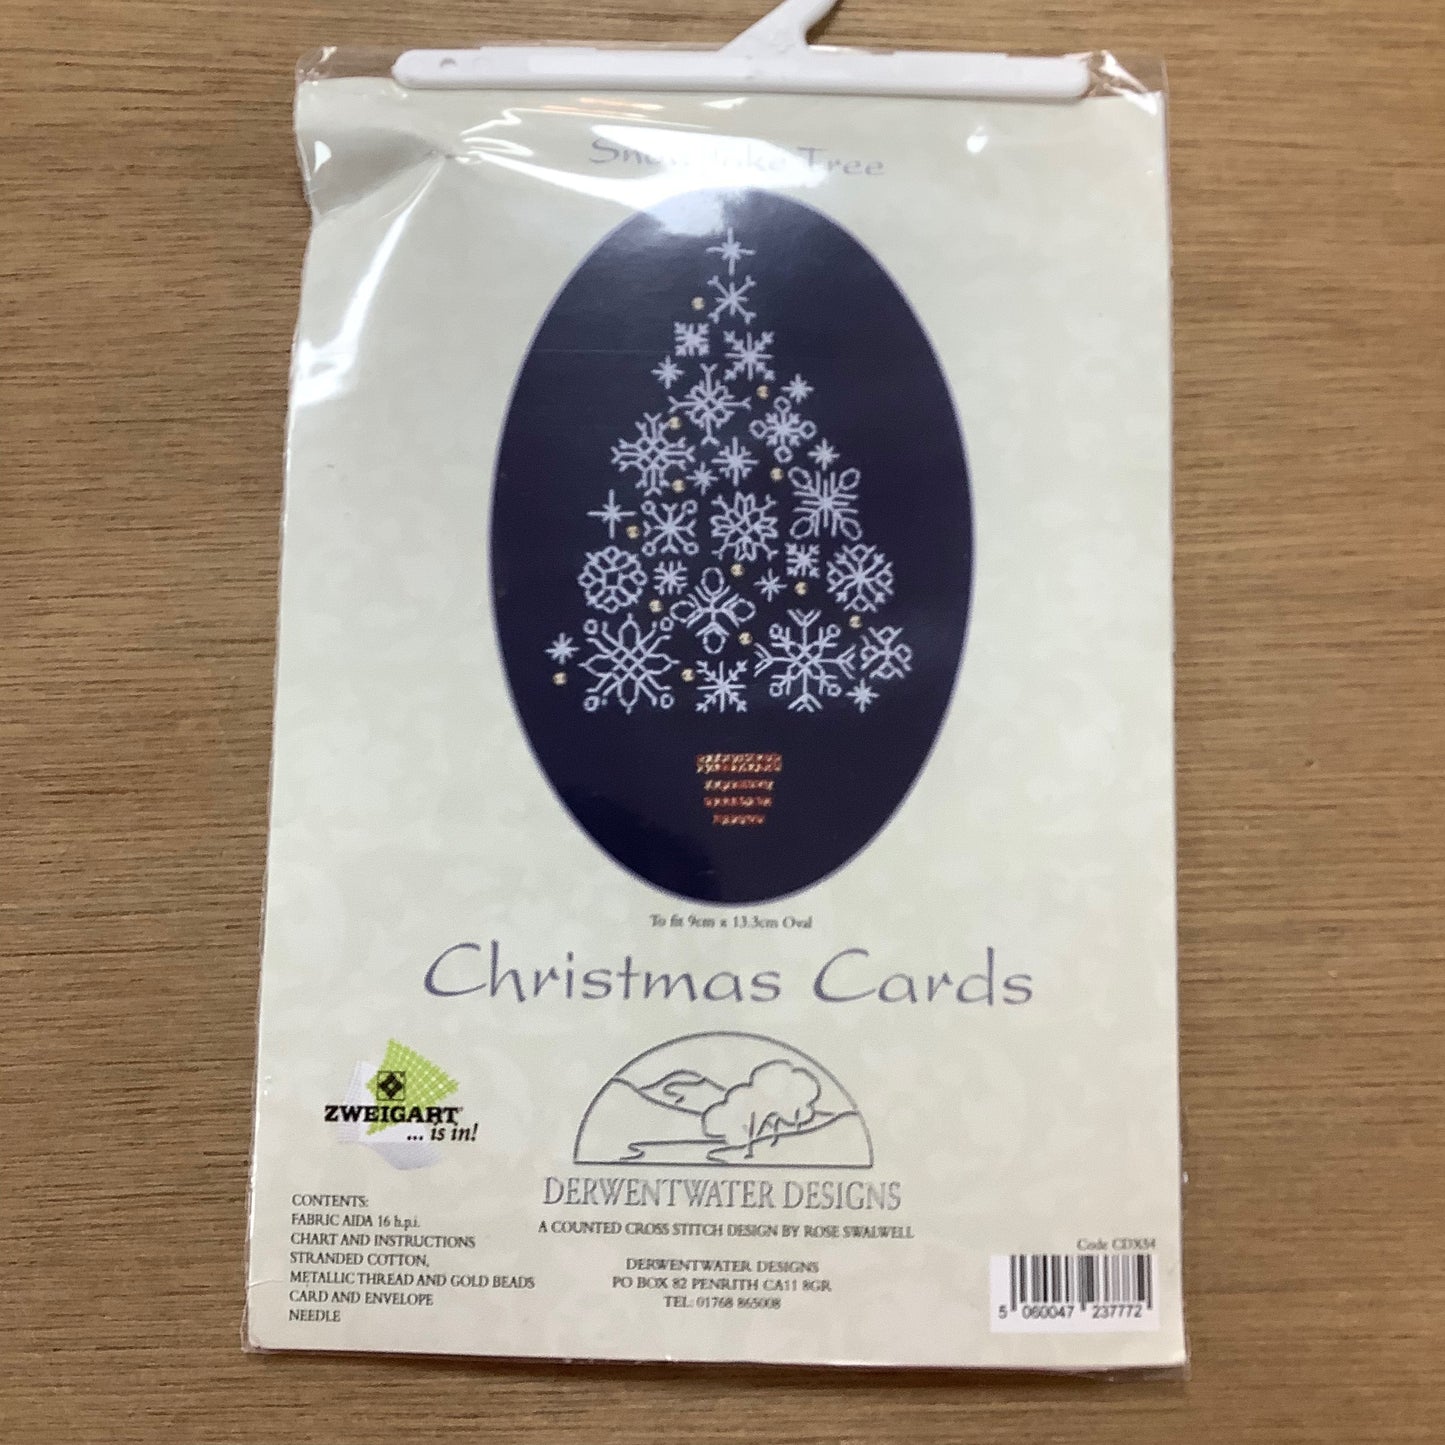 Snowflake Tree
To fit 9cm x 13.3cm Oval
Christmas Cards
ZWEIGART
... is in!
DERWENTWATER DESIGNS
A COUNTED CROSS STITCH DESIGN BY ROSE SWALWELL
CONTENTS:
FABRIC AIDA 16 h.p.i.
CHART AND INSTRUCTIONS
STRANDED COTTON,
METALLIC THREAD AND GOLD BEADS
CARD AND ENVELOPE
NEEDLE
DERWENTWATER DESIGNS
PO BOX 82 PENRITH CA11 8GR
TEL: 01768 865008
Code CDX34
5 060047 237772